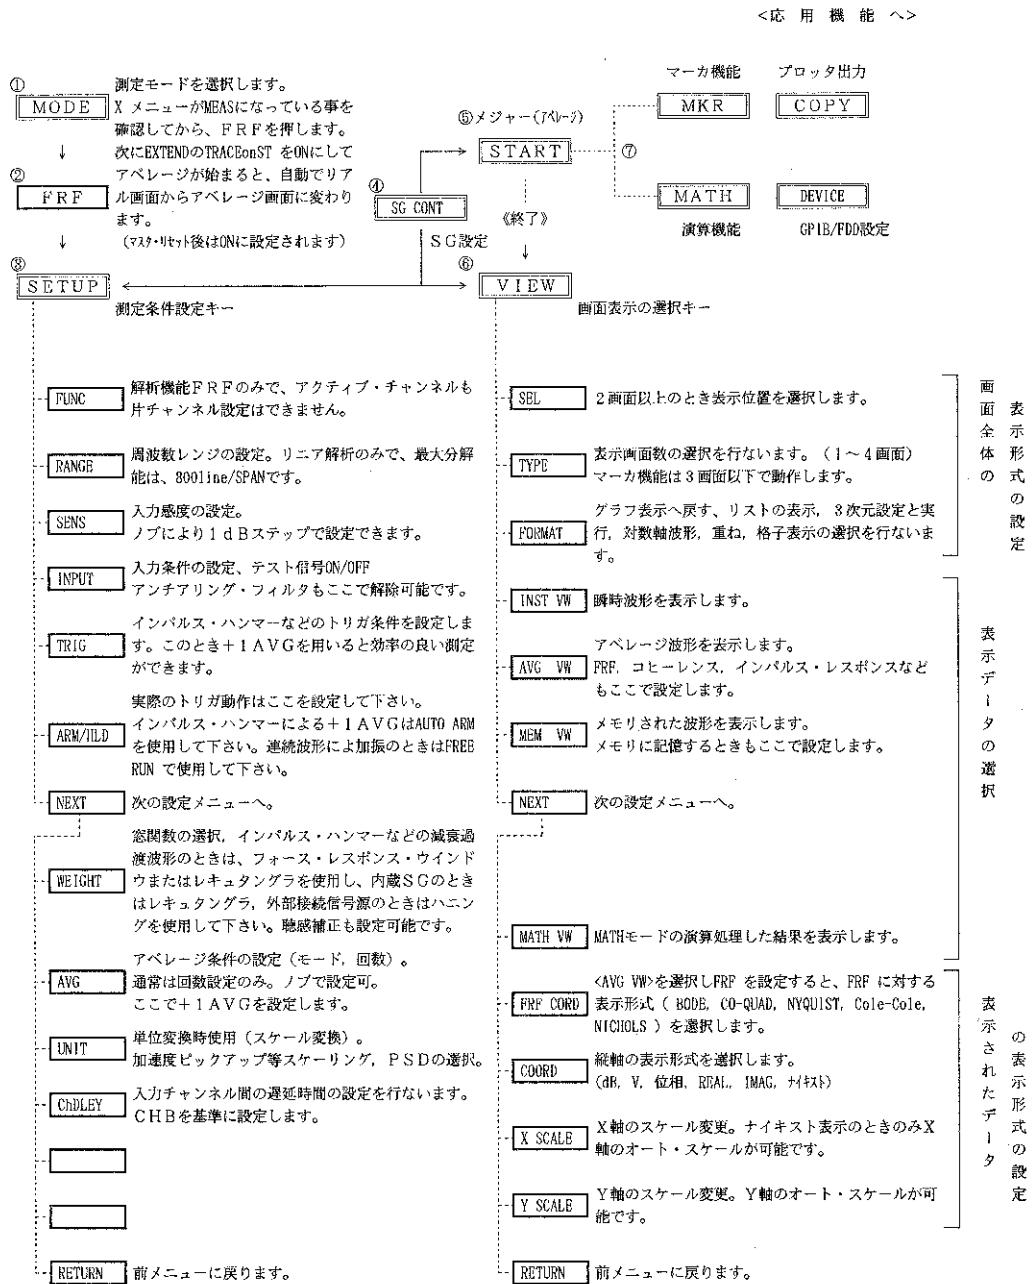 <応 用 機 能 へ>
①
MODE
測定モードを選択します。
X メニューがMEASになっている事を
確認してから、ＦＲＦを押します。
次にEXTENDのTRACEonST をONにして
アベレージが始まると、自動でリア
ル画面からアベレージ画面に変わり
ます。
(ﾏｽﾀ・ﾘｾｯﾄ後はONに設定されます)
↓
②
FRF
↓
③
SETUP
測定条件設定キー
④
SG CONT
ＳＧ設定
⑤メジャー(ｱﾍﾞﾚｰｼﾞ)
START
《終了》
↓
⑥
VIEW
画面表示の選択キー
⑦
マーカ機能
MKR
プロッタ出力
COPY
MATH
演算機能
DEVICE
GPIB/FDD設定
FUNC
解析機能ＦＲＦのみで、アクティブ・チャンネルも
片チャンネル設定はできません。
RANGE
周波数レンジの設定。リニア解析のみで、最大分解
能は、800line/SPANです。
SENS
入力感度の設定。
ノブにより１ｄＢステップで設定できます。
INPUT
入力条件の設定、テスト信号ON/OFF
アンチアリング・フィルタもここで解除可能です。
TRIG
インパルス・ハンマーなどのトリガ条件を設定しま
す。このとき＋１ＡＶＧを用いると効率の良い測定
ができます。
ARM/HLD
実際のトリガ動作はここを設定して下さい。
インパルス・ハンマーによる＋１ＡＶＧはAUTO ARM
を使用して下さい。連続波形によ加振のときはFREE
RUN で使用して下さい。
NEXT
次の設定メニューへ。
WEIGHT
窓関数の選択，インパルス・ハンマーなどの減衰過
渡波形のときは、フォース・レスポンス・ウインド
ウまたはレキュタングラを使用し、内蔵ＳＧのとき
はレキュタングラ，外部接続信号源のときはハニン
グを使用して下さい。聴感補正も設定可能です。
AVG
アベレージ条件の設定（モード，回数）。
通常は回数設定のみ。ノブで設定可。
ここで＋１ＡＶＧを設定します。
UNIT
単位変換時使用（スケール変換）。
加速度ピックアップ等スケーリング，ＰＳＤの選択。
ChDLEY
入力チャンネル間の遅延時間の設定を行ないます。
ＣＨＢを基準に設定します。
RETURN
前メニューに戻ります。
SEL
２画面以上のとき表示位置を選択します。
TYPE
表示画面数の選択を行ないます。（１～４画面）
マーカ機能は３画面以下で動作します。
FORMAT
グラフ表示へ戻す、リストの表示，３次元設定と実
行，対数軸波形，重ね，格子表示の選択を行ないま
す。
INST VW
瞬時波形を表示します。
AVG VW
アベレージ波形を表示します。
FRF，コヒーレンス，インパルス・レスポンスなど
もここで設定します。
MEM VW
メモリされた波形を表示します。
メモリに記憶するときもここで設定します。
NEXT
次の設定メニューへ。
MATH VW
MATHモードの演算処理した結果を表示します。
FRF CORD
<AVG VW>を選択しFRF を設定すると、FRF に対する
表示形式（ BODE, CO-QUAD, NYQUIST, Cole-Cole,
NICHOLS ）を選択します。
COORD
縦軸の表示形式を選択します。
(dB, V, 位相, REAL, IMAG, ﾅｲｷｽﾄ)
X SCALE
Ｘ軸のスケール変更。ナイキスト表示のときのみＸ
軸のオート・スケールが可能です。
Y SCALE
Ｙ軸のスケール変更。Ｙ軸のオート・スケールが可
能です。
RETURN
前メニューに戻ります。
画面全体の
表示形式の設定
表示データの選択
表示されたデータ
の表示形式の設定